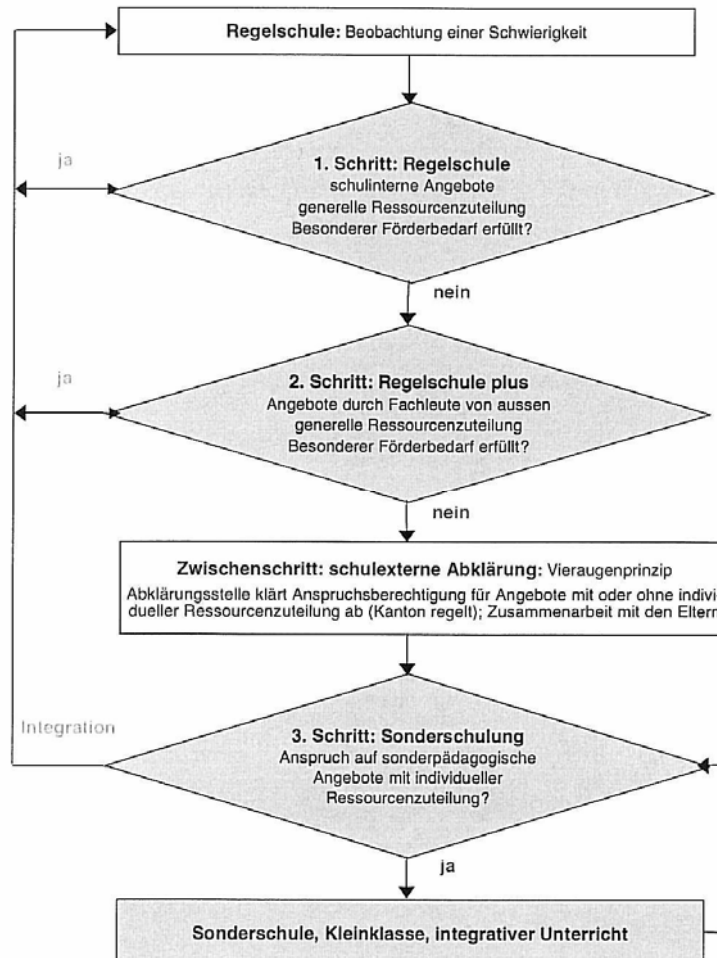 Regelschule: Beobachtung einer Schwierigkeit
ja
1. Schritt: Regelschule
schulinterne Angebote
generelle Ressourcenzuteilung
Besonderer Förderbedarf erfüllt?
nein
ja
2. Schritt: Regelschule plus
Angebote durch Fachleute von aussen
generelle Ressourcenzuteilung
Besonderer Förderbedarf erfüllt?
nein
Zwischenschritt: schulexterne Abklärung: Vieraugenprinzip
Abklärungsstelle klärt Anspruchsberechtigung für Angebote mit oder ohne indivi-
dueller Ressourcenzuteilung ab (Kanton regelt); Zusammenarbeit mit den Eltern
Integration
3. Schritt: Sonderschulung
Anspruch auf sonderpädagogische
Angebote mit individueller
Ressourcenzuteilung?
ja
Sonderschule, Kleinklasse, integrativer Unterricht